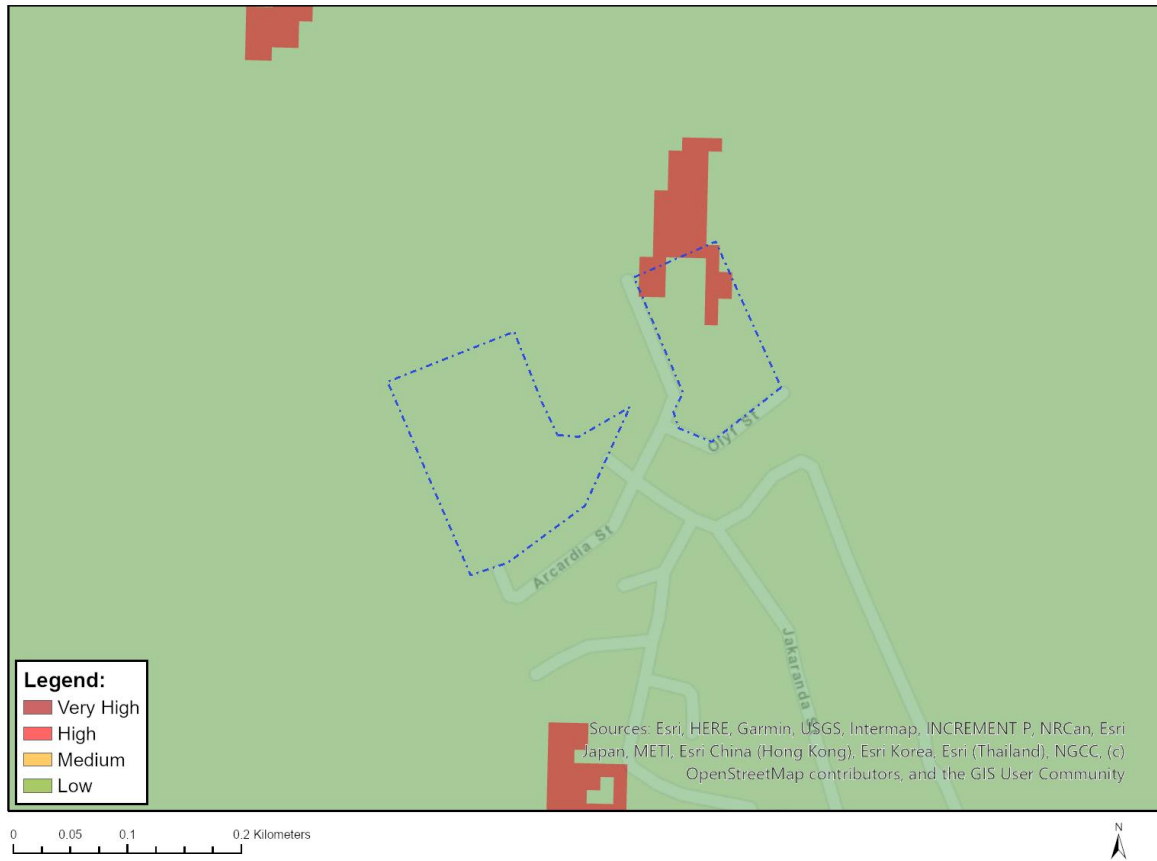 Olyf St
Arcardia St
Jakaranda St
Legend:
Very High
High
Medium
Low
Sources: Esri, HERE, Garmin, USGS, Intermap, INCREMENT P, NRCan, Esri
Japan, METI, Esri China (Hong Kong), Esri Korea, Esri (Thailand), NGCC, (c)
OpenStreetMap contributors, and the GIS User Community
0 0.05 0.1 0.2 Kilometers
N